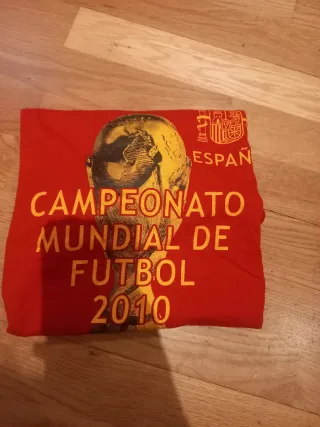 ESPAÑ
CAMPEONATO
MUNDIAL DE
FUTBOL
2010